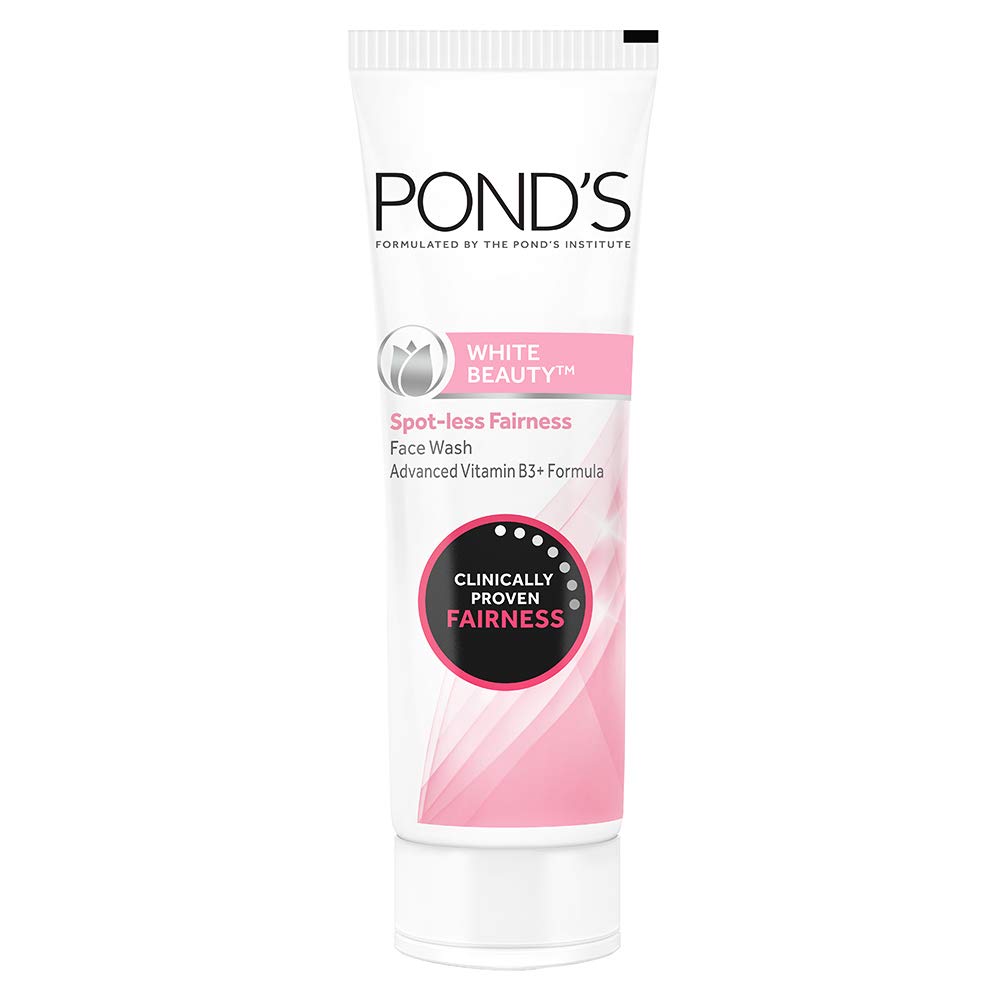 POND'S
FORMULATED BY THE POND'S INSTITUTE
WHITE
BEAUTY™
Spot-less Fairness
Face Wash
Advanced Vitamin B3+ Formula
CLINICALLY
PROVEN
FAIRNESS